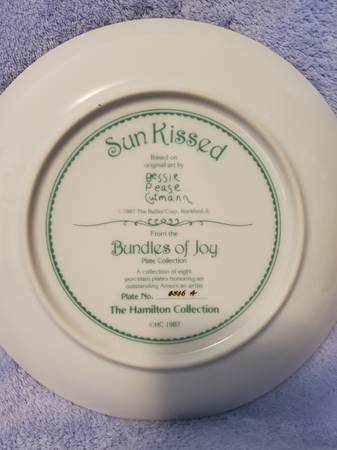 Sun Kissed
Based on
original art by
Bessie
Pease
Gutmann
From the
Bundles of Joy
Plate Collection
A collection of eight
porcelain plates honoring an
outstanding American artist
Plate No. A
The Hamilton Collection
©HC 1987